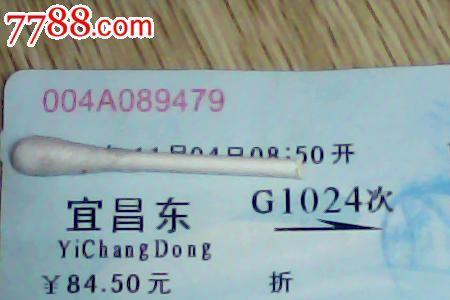 7788.com
004A089479
11月04日08:50开
宜昌东 G1024次
YiChangDong
¥84.50元 折